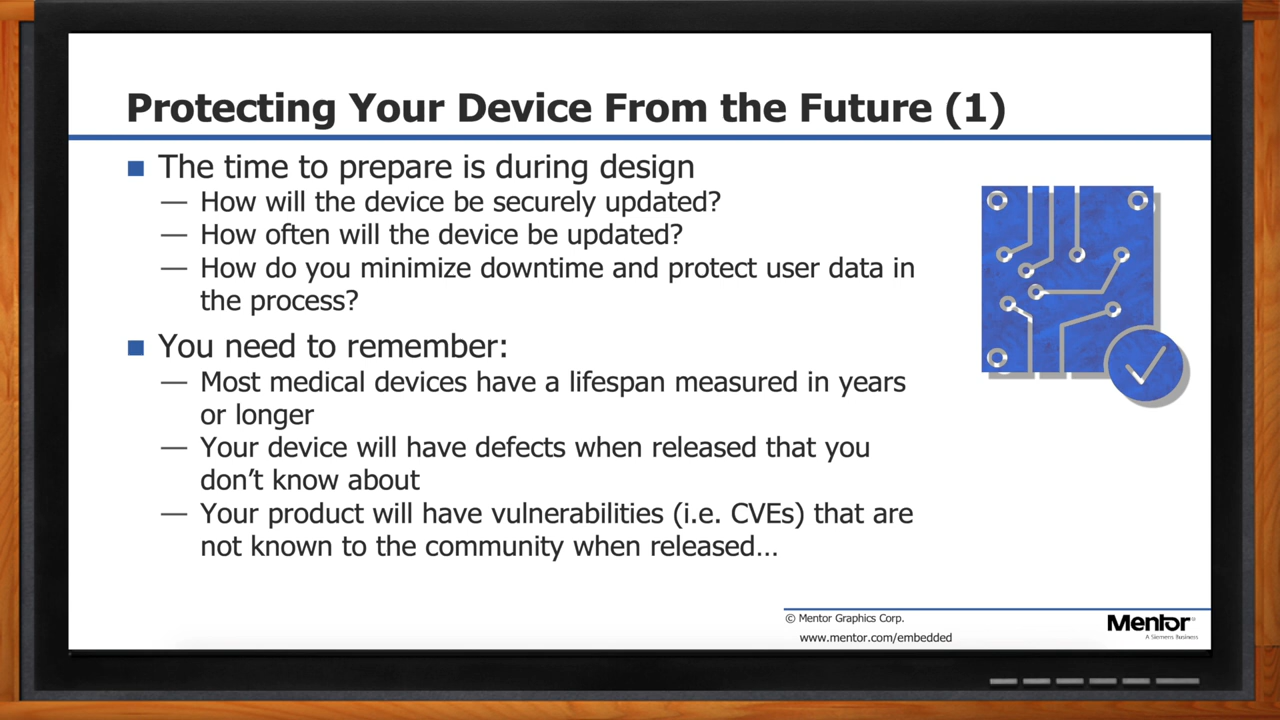 Protecting Your Device From the Future (1)
■ The time to prepare is during design
— How will the device be securely updated?
— How often will the device be updated?
— How do you minimize downtime and protect user data in
the process?
■ You need to remember:
— Most medical devices have a lifespan measured in years
or longer
— Your device will have defects when released that you
don’t know about
— Your product will have vulnerabilities (i.e. CVEs) that are
not known to the community when released…
© Mentor Graphics Corp.
www.mentor.com/embedded
Mentor
A Siemens Business